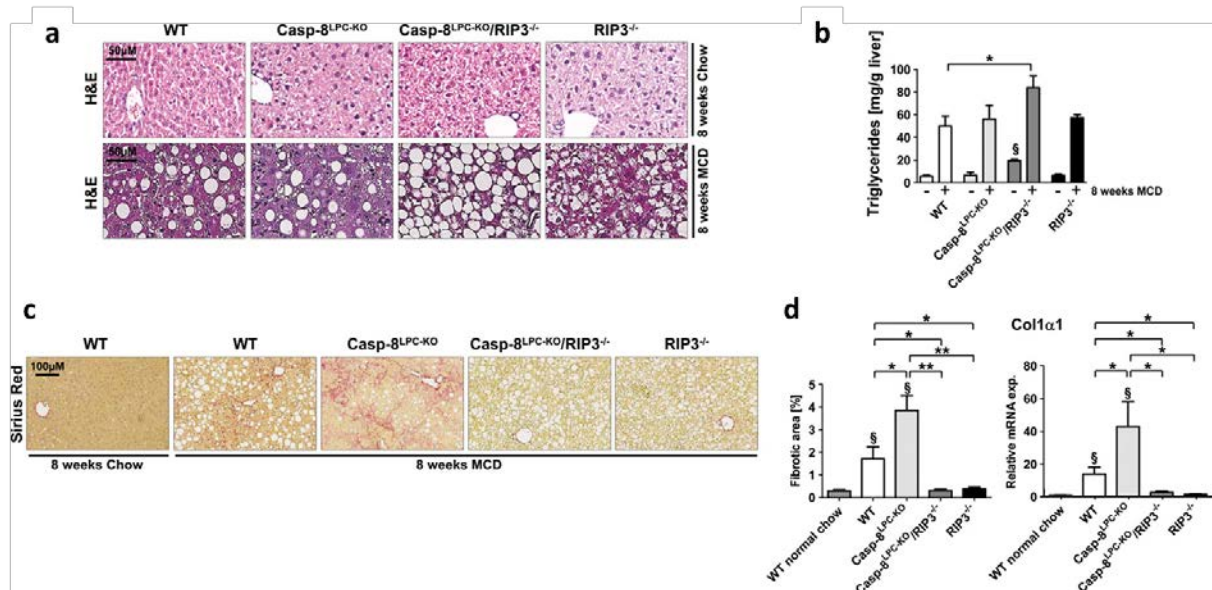 a
WT
Casp-8LPC-KO
Casp-8LPC-KO/RIP3-/-
RIP3-/-
50µM
H&E
8 weeks Chow
50µM
H&E
8 weeks MCD
b
Triglycerides [mg/g liver]
100
80
60
40
20
0
*
§
- + - + - + - + 8 weeks MCD
WT
Casp-8LPC-KO
Casp-8LPC-KO/RIP3-/-
RIP3-/-
c
WT
WT
Casp-8LPC-KO
Casp-8LPC-KO/RIP3-/-
RIP3-/-
100µM
Sirius Red
8 weeks Chow
8 weeks MCD
d
*
*
**
* **
§
§
Fibrotic area [%]
5
4
3
2
1
0
WT normal chow
WT
Casp-8LPC-KO
Casp-8LPC-KO/RIP3-/-
RIP3-/-
Col1α1
*
*
*
* *
§
§
Relative mRNA exp.
80
60
40
20
0
WT normal chow
WT
Casp-8LPC-KO
Casp-8LPC-KO/RIP3-/-
RIP3-/-